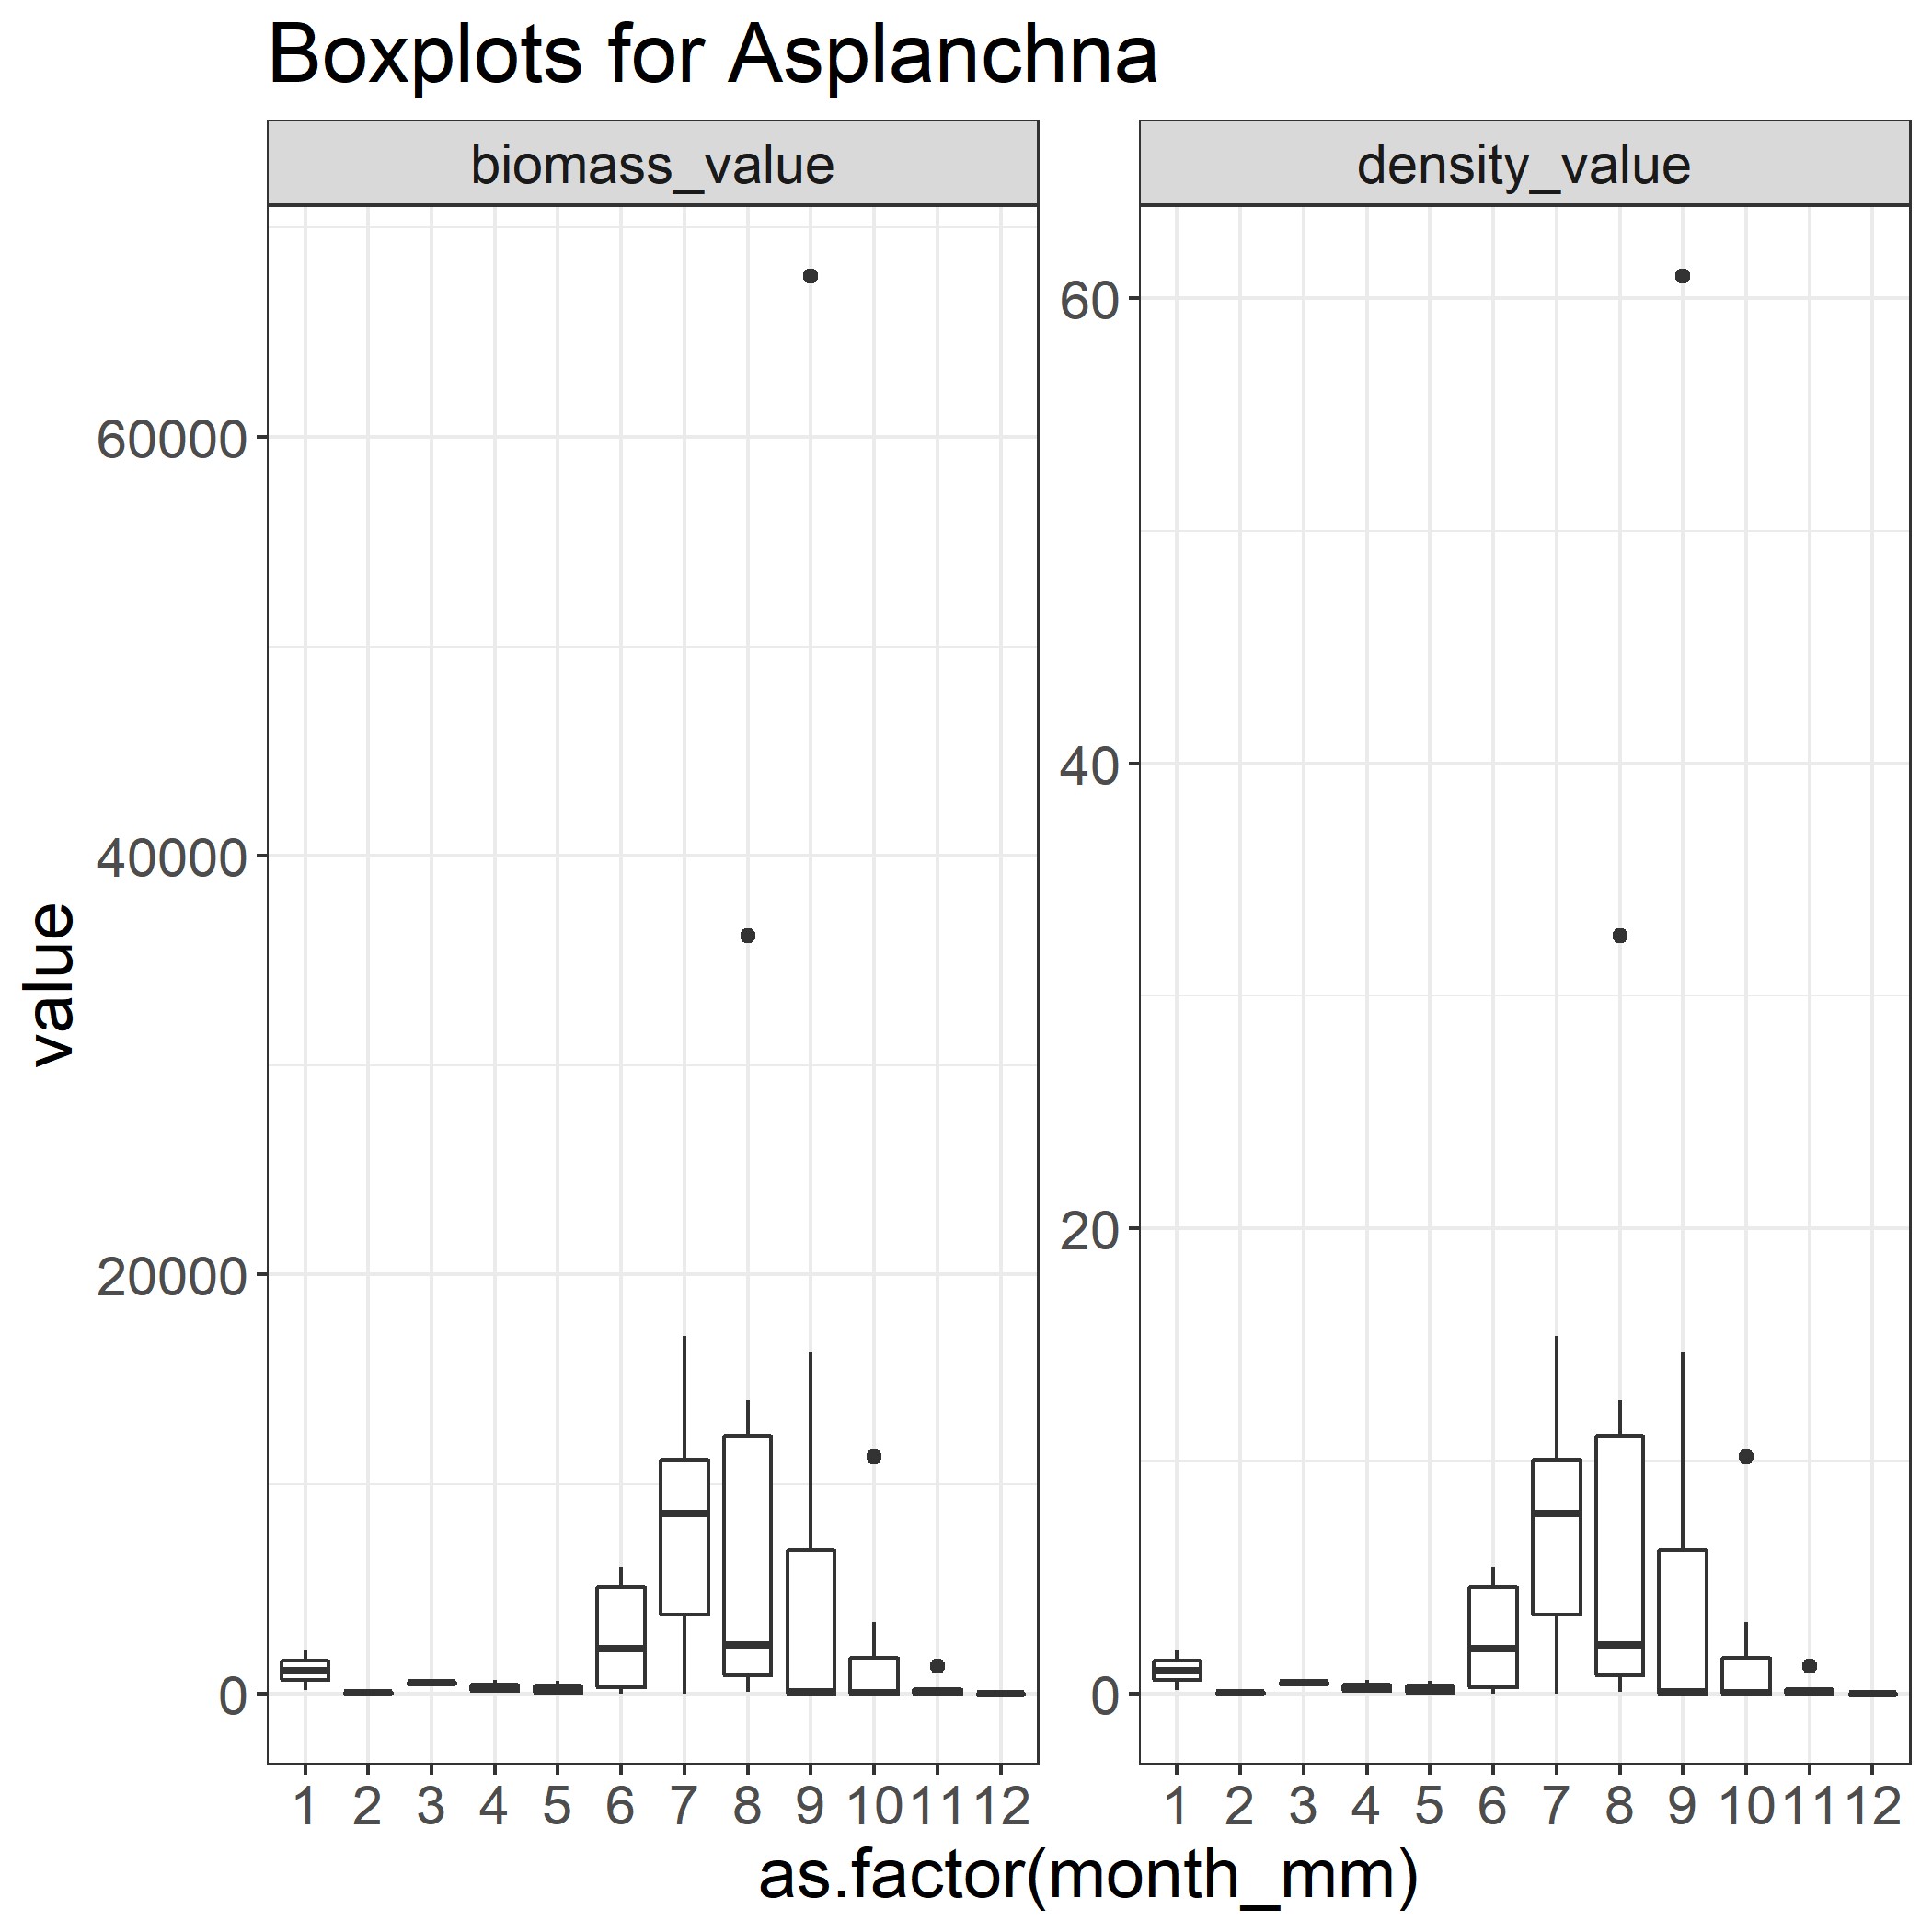 Boxplots for Asplanchna
biomass_value
density_value
value
60000
40000
20000
0
60
40
20
0
1 2 3 4 5 6 7 8 9 10 11 12
1 2 3 4 5 6 7 8 9 10 11 12
as.factor(month_mm)